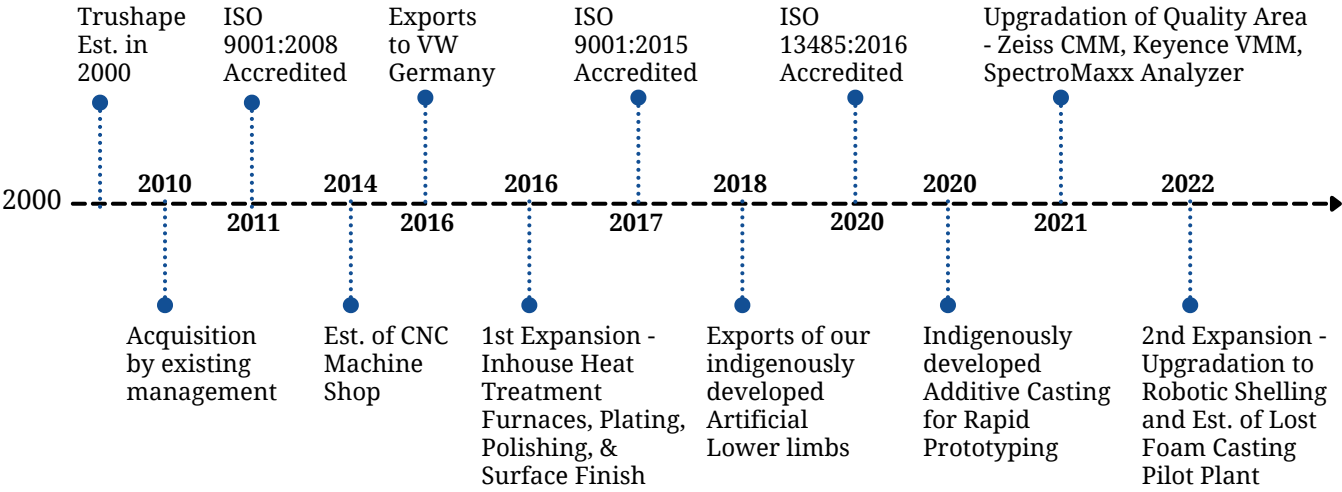 Trushape
Est. in
2000
ISO
9001:2008
Accredited
Exports
to VW
Germany
ISO
9001:2015
Accredited
ISO
13485:2016
Accredited
Upgradation of Quality Area
- Zeiss CMM, Keyence VMM,
SpectroMaxx Analyzer
2000
2010
2011
2014
2016
2016
2017
2018
2020
2020
2021
2022
Acquisition
by existing
management
Est. of CNC
Machine
Shop
1st Expansion -
Inhouse Heat
Treatment
Furnaces, Plating,
Polishing, &
Surface Finish
Exports of our
indigenously
developed
Artificial
Lower limbs
Indigenously
developed
Additive Casting
for Rapid
Prototyping
2nd Expansion -
Upgradation to
Robotic Shelling
and Est. of Lost
Foam Casting
Pilot Plant